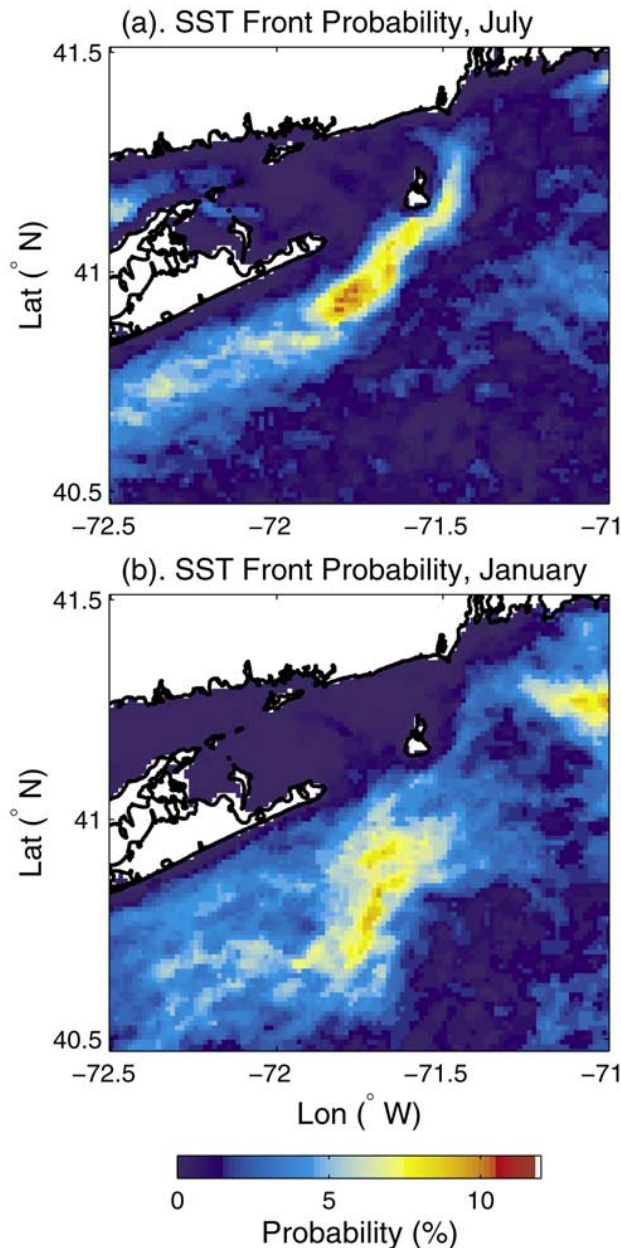 (a). SST Front Probability, July
41.5
41
40.5
Lat (° N)
−72.5 −72 −71.5 −71
(b). SST Front Probability, January
41.5
41
40.5
Lat (° N)
−72.5 −72 −71.5 −71
Lon (° W)
0 5 10
Probability (%)